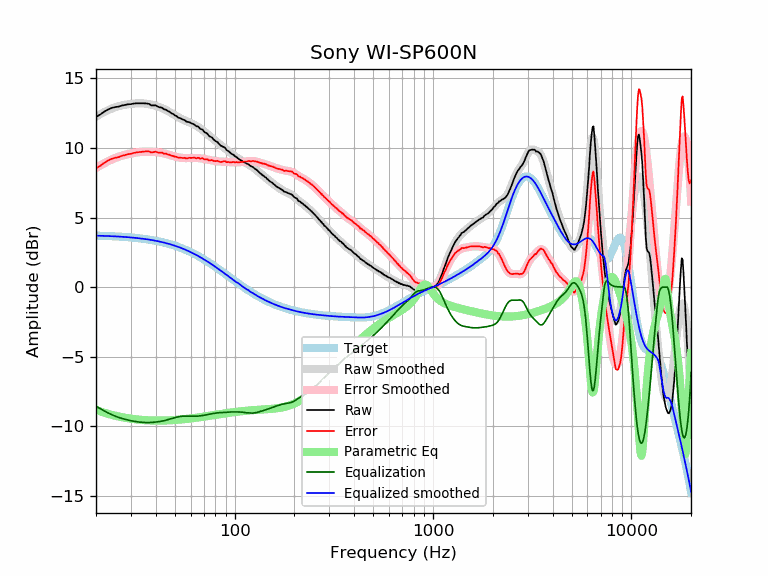 Sony WI-SP600N
Amplitude (dBr)
15
10
5
0
−5
−10
−15
Target
Raw Smoothed
Error Smoothed
Raw
Error
Parametric Eq
Equalization
Equalized smoothed
100
1000
10000
Frequency (Hz)